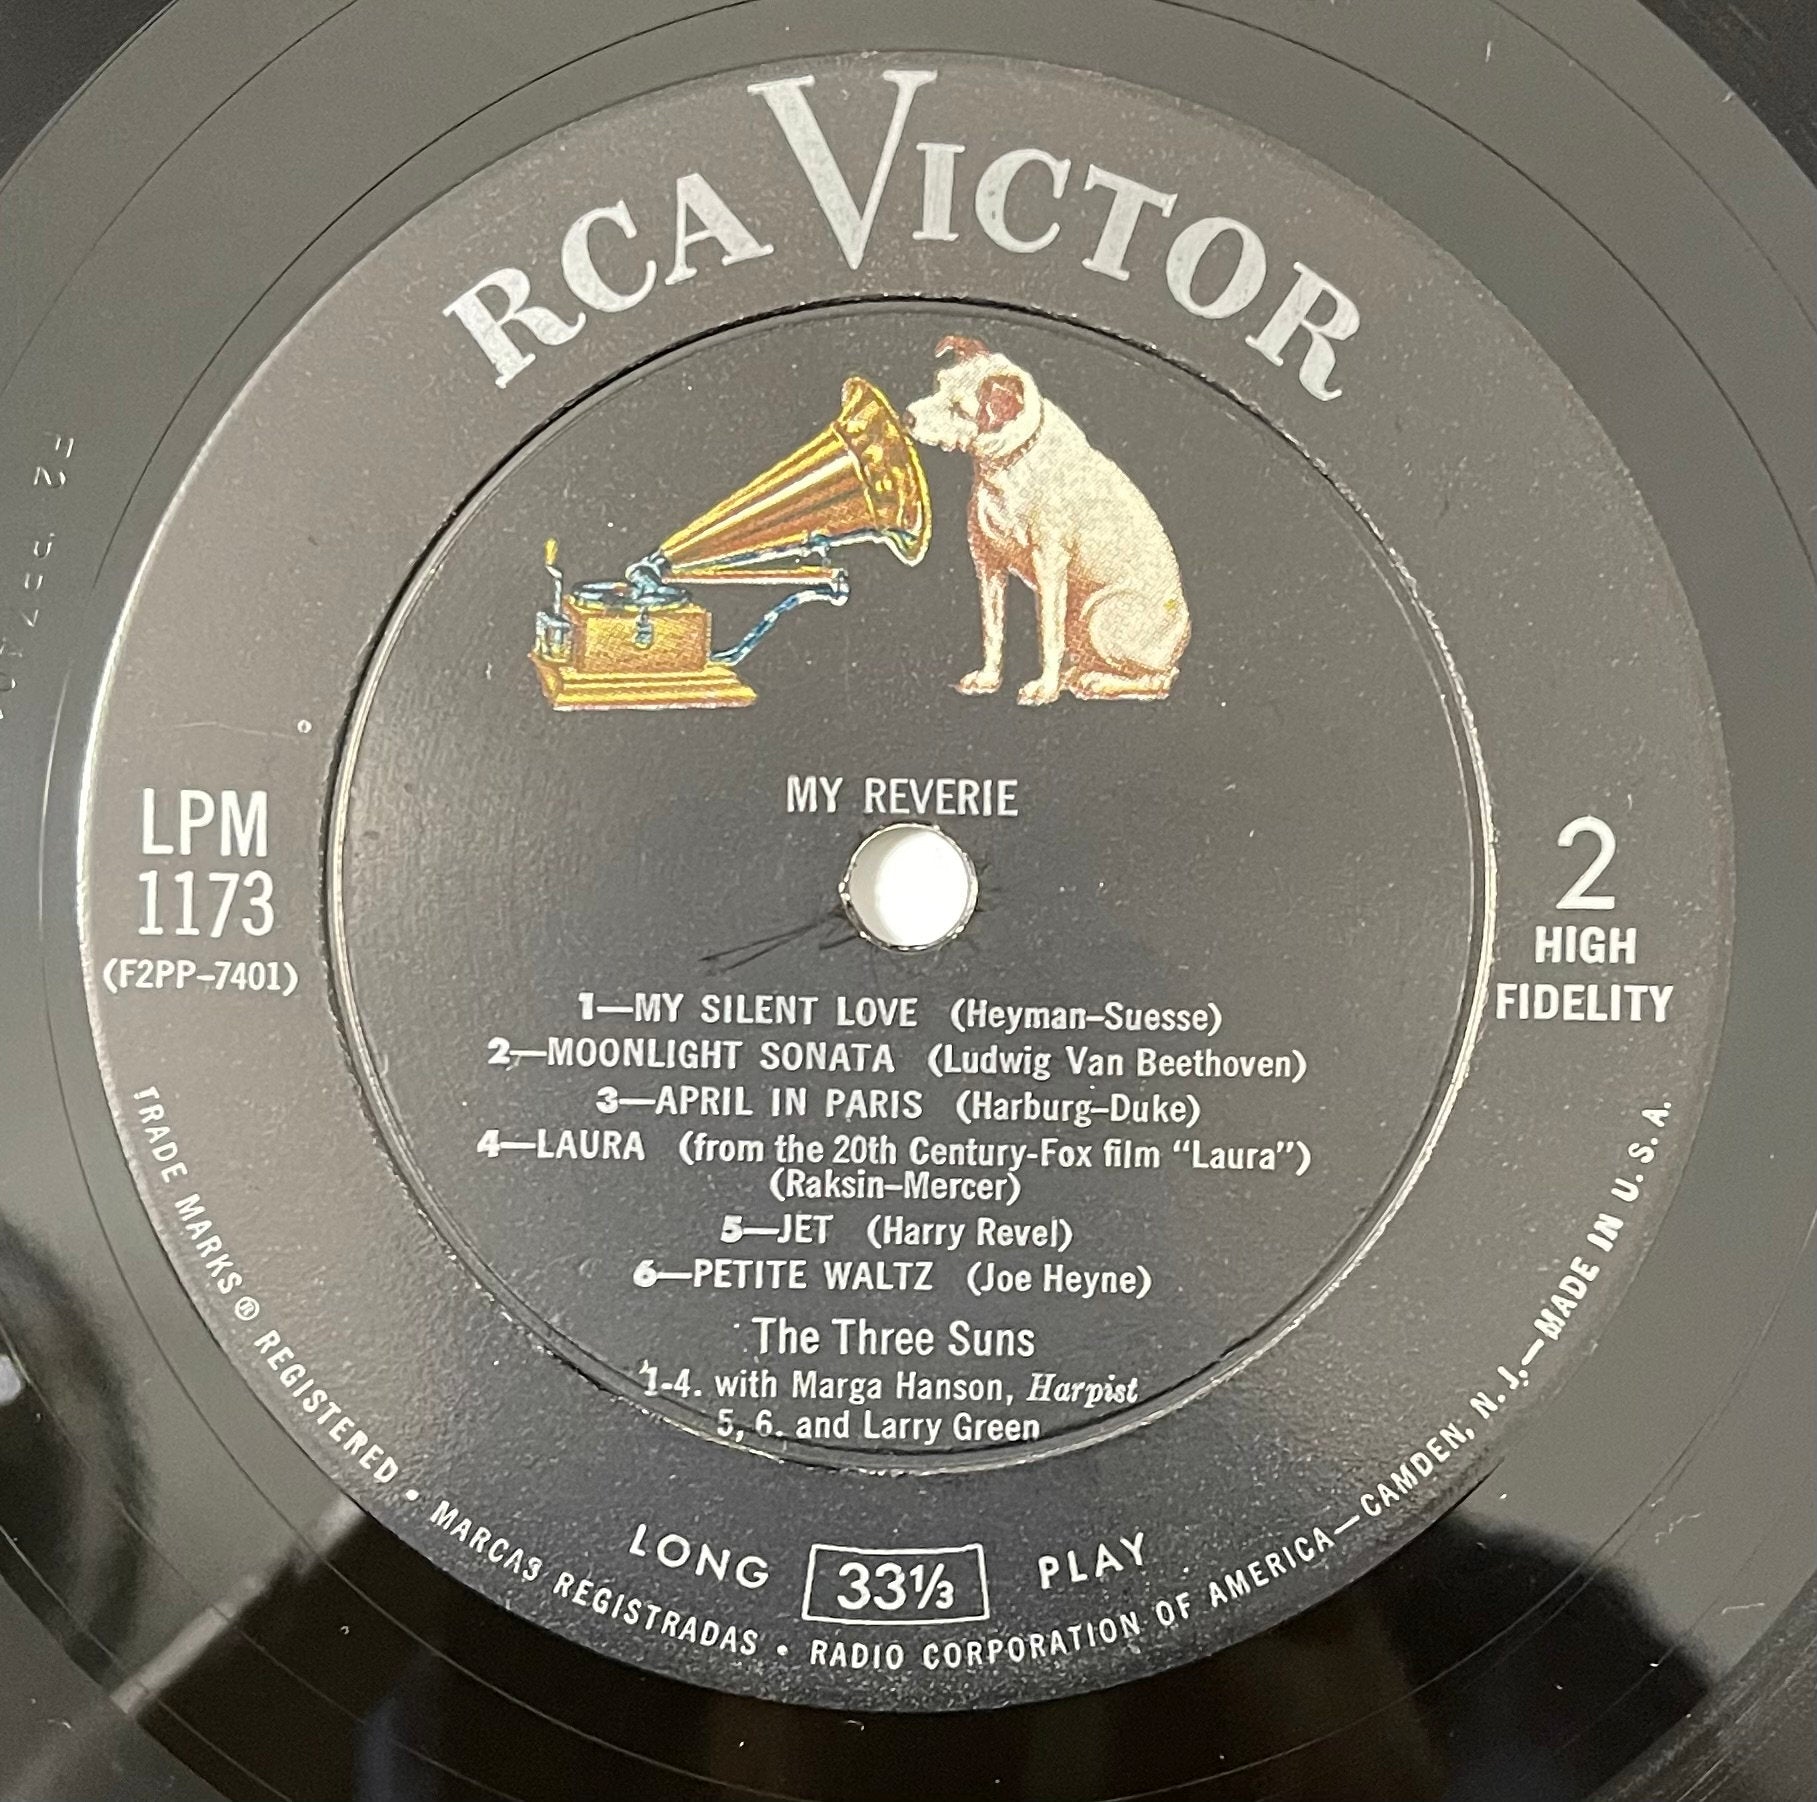 RCA VICTOR
MY REVERIE
LPM
1173
(F2PP-7401)
2
HIGH
FIDELITY
1—MY SILENT LOVE (Heyman-Suesse)
2—MOONLIGHT SONATA (Ludwig Van Beethoven)
3—APRIL IN PARIS (Harburg-Duke)
4—LAURA (from the 20th Century-Fox film "Laura")
(Raksin-Mercer)
5—JET (Harry Revel)
6—PETITE WALTZ (Joe Heyne)
The Three Suns
1-4. with Marga Hanson, Harpist
5, 6. and Larry Green
LONG 33⅓ PLAY
TRADE MARKS ® REGISTERED • MARCAS REGISTRADAS • RADIO CORPORATION OF AMERICA—CAMDEN, N. J.—MADE IN U. S. A.